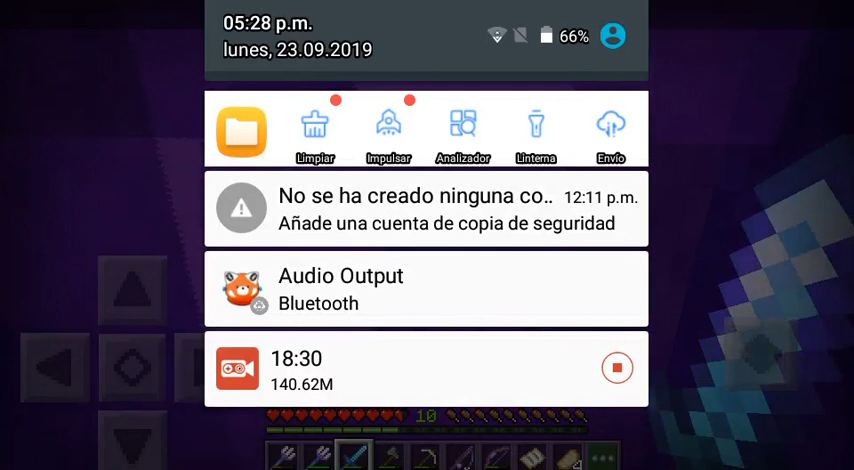 05:28 p.m.
lunes, 23.09.2019
66%
Limpiar
Impulsar
Analizador
Linterna
Envío
No se ha creado ninguna co.. 12:11 p.m.
Añade una cuenta de copia de seguridad
Audio Output
Bluetooth
18:30
140.62M
10
4